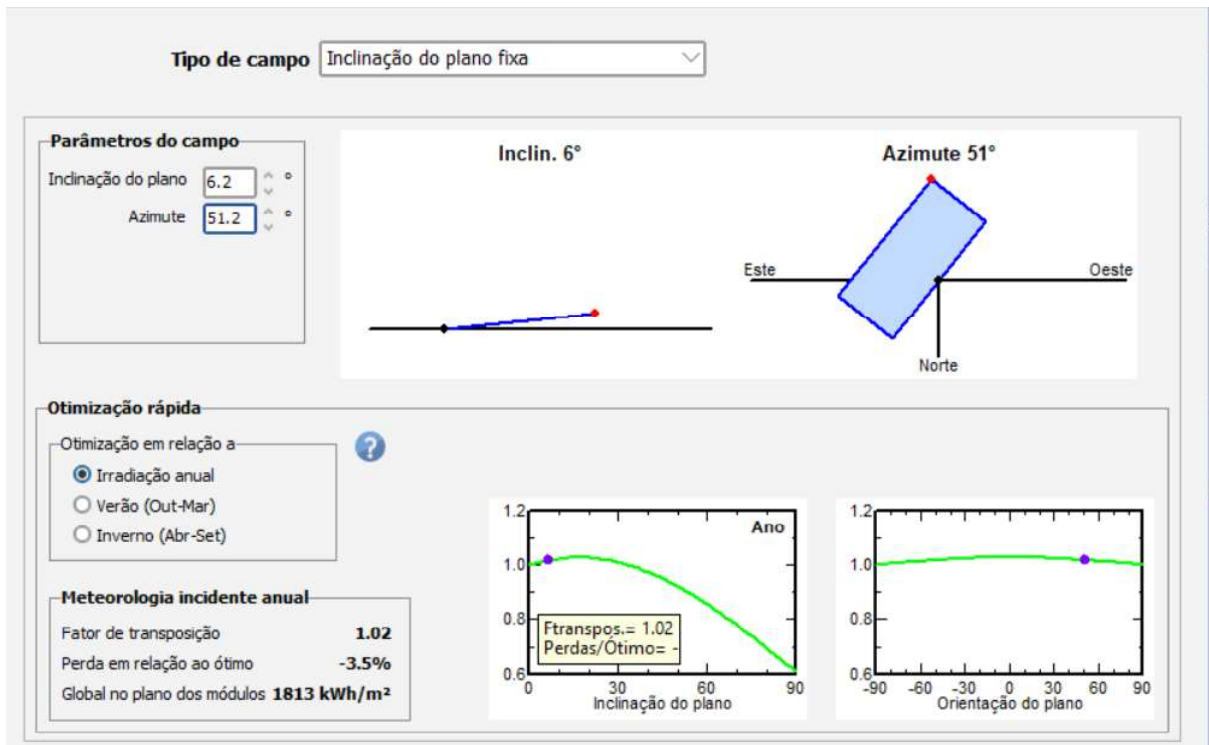 Tipo de campo Inclinação do plano fixa
Parâmetros do campo
Inclinação do plano 6.2 °
Azimute 51.2 °
Inclin. 6°
Azimute 51°
Este
Oeste
Norte
Otimização rápida
Otimização em relação a
Irradiação anual
Verão (Out-Mar)
Inverno (Abr-Set)
?
Meteorologia incidente anual
Fator de transposição 1.02
Perda em relação ao ótimo -3.5%
Global no plano dos módulos 1813 kWh/m²
1.2
1.0
0.8
0.6
Ano
Ftranspos.= 1.02
Perdas/Ótimo= -
0 30 60 90
Inclinação do plano
1.2
1.0
0.8
0.6
-90 -60 -30 0 30 60 90
Orientação do plano